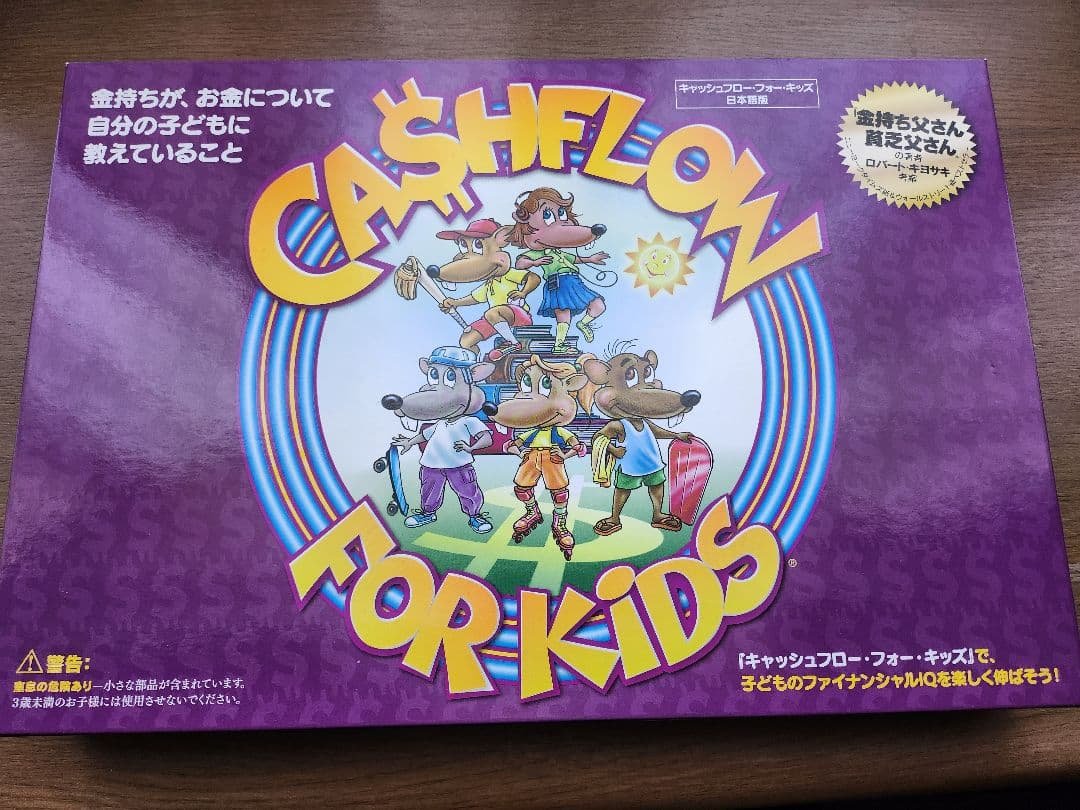 金持ちが、お金について
自分の子どもに
教えていること
CA$HFLOW
FOR KiDS
®
キャッシュフロー・フォー・キッズ
日本語版
金持ち父さん
貧乏父さん
の著者
ロバート・キヨサキ
考案
⚠警告:
窒息の危険あり—小さな部品が含まれています。
3歳未満のお子様には使用させないでください。
『キャッシュフロー・フォー・キッズ』で、
子どものファイナンシャルIQを楽しく伸ばそう!